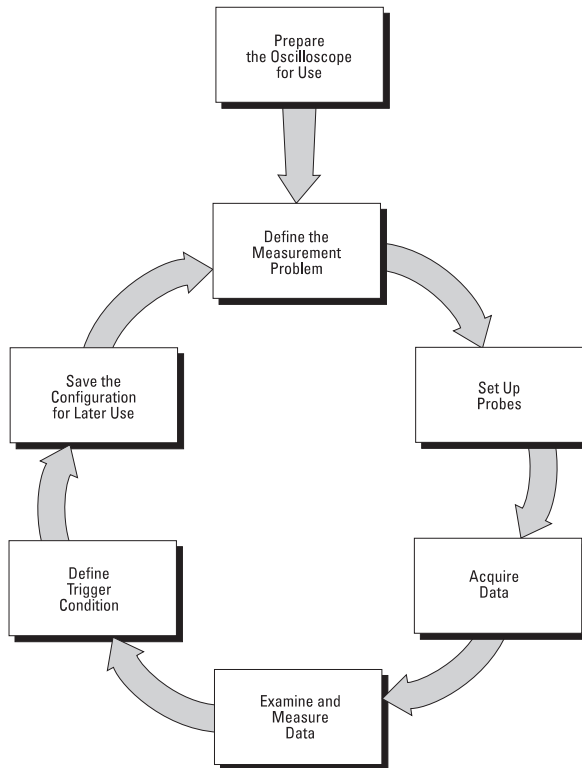 Prepare
the Oscilloscope
for Use
Define the
Measurement
Problem
Set Up
Probes
Acquire
Data
Examine and
Measure
Data
Define
Trigger
Condition
Save the
Configuration
for Later Use